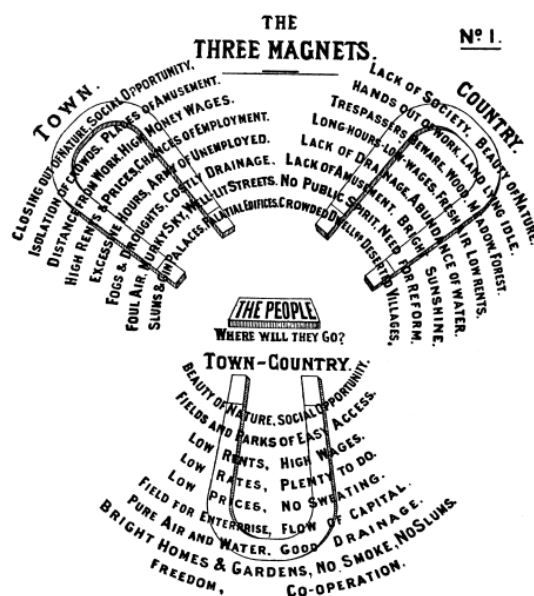 THE
THREE MAGNETS.
Nº 1.
TOWN.
CLOSING OUT OF NATURE. SOCIAL OPPORTUNITY.
ISOLATION OF CROWDS. PLACES OF AMUSEMENT.
DISTANCE FROM WORK. HIGH MONEY WAGES.
HIGH RENTS & PRICES. CHANCES OF EMPLOYMENT.
EXCESSIVE HOURS. ARMY OF UNEMPLOYED.
FOGS & DROUGHTS. COSTLY DRAINAGE.
FOUL AIR. MURKY SKY. WELL-LIT STREETS.
SLUMS & GIN PALACES. PALATIAL EDIFICES.
COUNTRY.
LACK OF SOCIETY. BEAUTY OF NATURE.
HANDS OUT OF WORK. LAND LYING IDLE.
TRESPASSERS BEWARE. WOOD, MEADOW, FOREST.
LONG-HOURS-LOW-WAGES. FRESH AIR LOW RENTS.
LACK OF DRAINAGE. ABUNDANCE OF WATER.
LACK OF AMUSEMENT. BRIGHT SUNSHINE.
NO PUBLIC SPIRIT. NEED FOR REFORM.
CROWDED DWELLGS. DESERTED VILLAGES,
THE PEOPLE
WHERE WILL THEY GO?
TOWN-COUNTRY.
BEAUTY OF NATURE. SOCIAL OPPORTUNITY.
FIELDS AND PARKS OF EASY ACCESS.
LOW RENTS, HIGH WAGES.
LOW RATES, PLENTY TO DO.
LOW PRICES, NO SWEATING.
FIELD FOR ENTERPRISE, FLOW OF CAPITAL.
PURE AIR AND WATER. GOOD DRAINAGE.
BRIGHT HOMES & GARDENS, NO SMOKE, NO SLUMS.
FREEDOM, CO-OPERATION.